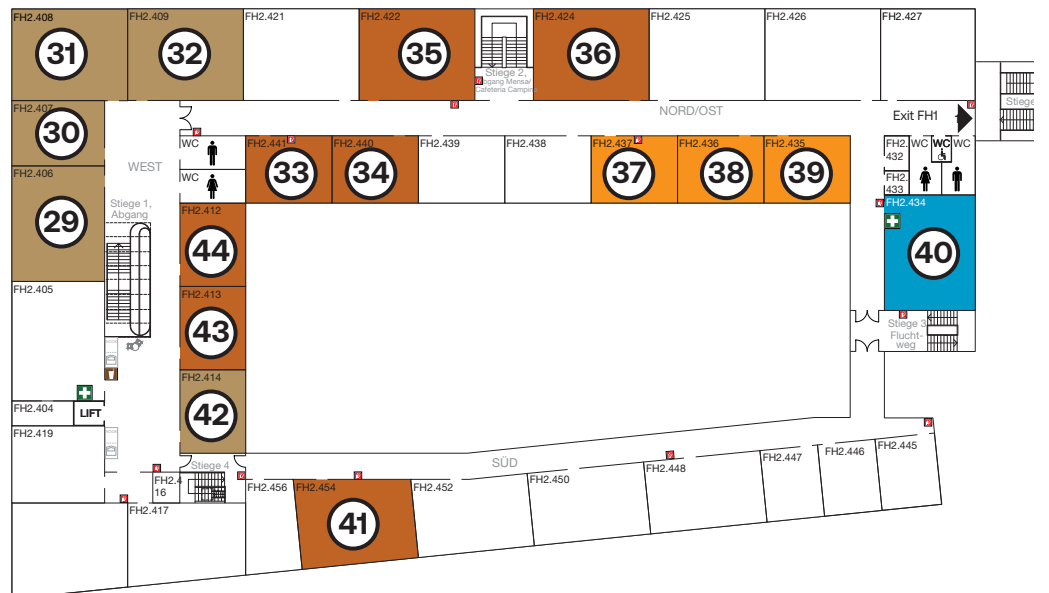 FH2.408
31
FH2.409
32
FH2.421
FH2.422
35
Stiege 2,
Abgang Mensa/
Cafeteria Campina
FH2.424
36
FH2.425
FH2.426
FH2.427
Stiege
FH2.407
30
NORD/OST
Exit FH1
WEST
WC
WC
FH2.441
33
FH2.440
34
FH2.439
FH2.438
FH2.437
37
FH2.436
38
FH2.435
39
FH2.
432
WC
WC
WC
FH2.
433
FH2.406
29
Stiege 1,
Abgang
FH2.412
44
FH2.434
40
FH2.405
FH2.413
43
Stiege 3
Flucht-
weg
FH2.414
42
FH2.404
LIFT
FH2.419
Stiege 4
SÜD
FH2.4
16
FH2.417
FH2.456
FH2.454
41
FH2.452
FH2.450
FH2.448
FH2.447
FH2.446
FH2.445